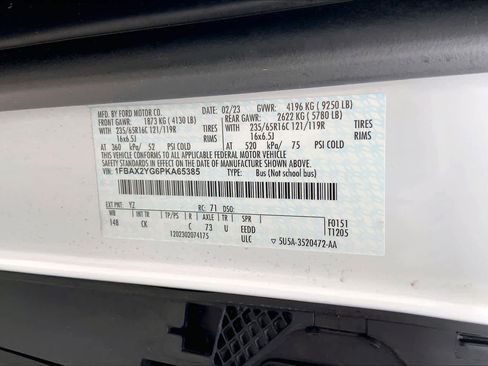 MFD. BY FORD MOTOR CO. 02/23 GVWR: 4196 KG ( 9250 LB)
FRONT GAWR: 1873 KG ( 4130 LB) REAR GAWR: 2622 KG ( 5780 LB)
WITH 235/65R16C 121/119R TIRES WITH 235/65R16C 121/119R TIRES
16x6.5J RIMS 16x6.5J RIMS
AT 360 kPa/ 52 PSI COLD AT 520 kPa/ 75 PSI COLD
THIS VEHICLE CONFORMS TO ALL APPLICABLE FEDERAL MOTOR VEHICLE
SAFETY STANDARDS IN EFFECT ON THE DATE OF MANUFACTURE SHOWN ABOVE.
VIN: 1FBAX2YG6PKA65385 TYPE: Bus (Not School bus)
EXT PNT: YZ RC: 71 DSO:
WB INT TR TP/PS R AXLE TR SPR F0151
148 CK C 73 U EEDD T1205
1202302074175 ULC ▽ 5U5A-3520472-AA